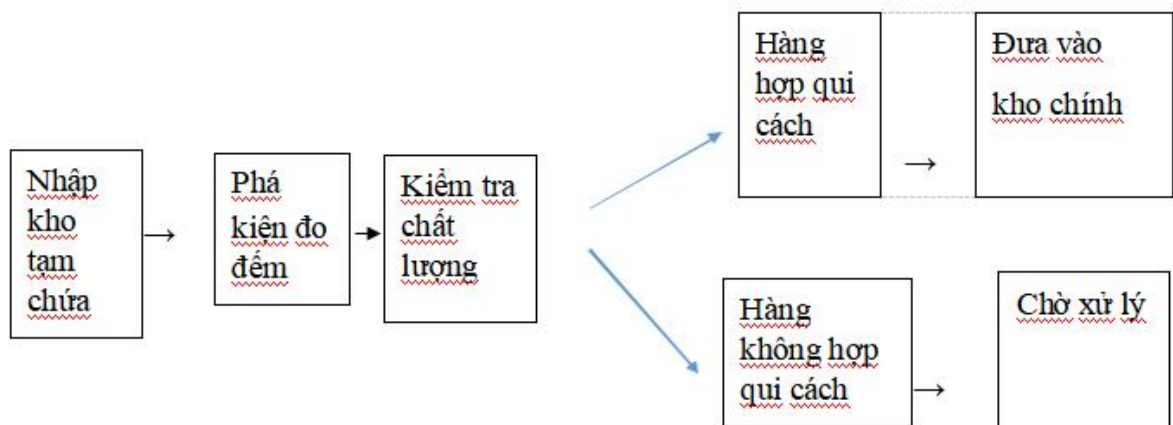 Nhập
kho
tạm
chứa
→
Phá
kiện đo
đếm
Kiểm tra
chất
lượng
Hàng
hợp qui
cách
→
Đưa vào
kho chính
Hàng
không hợp
qui cách
→
Chờ xử lý